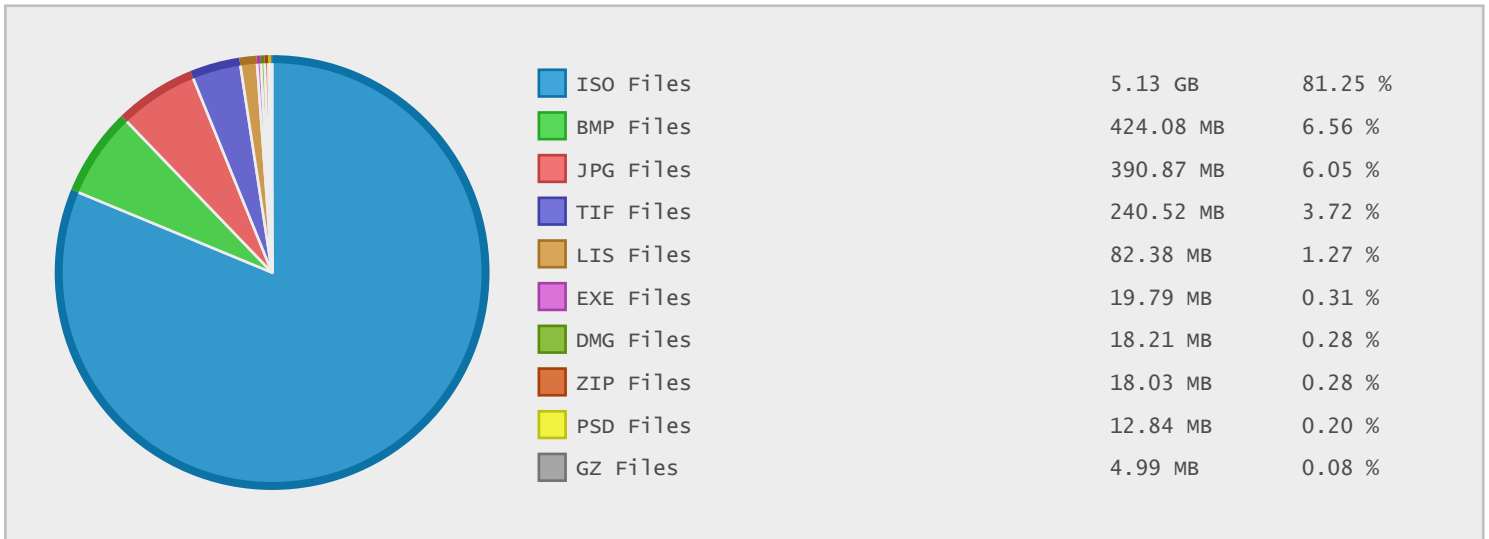 ISO Files 5.13 GB 81.25 %
BMP Files 424.08 MB 6.56 %
JPG Files 390.87 MB 6.05 %
TIF Files 240.52 MB 3.72 %
LIS Files 82.38 MB 1.27 %
EXE Files 19.79 MB 0.31 %
DMG Files 18.21 MB 0.28 %
ZIP Files 18.03 MB 0.28 %
PSD Files 12.84 MB 0.20 %
GZ Files 4.99 MB 0.08 %